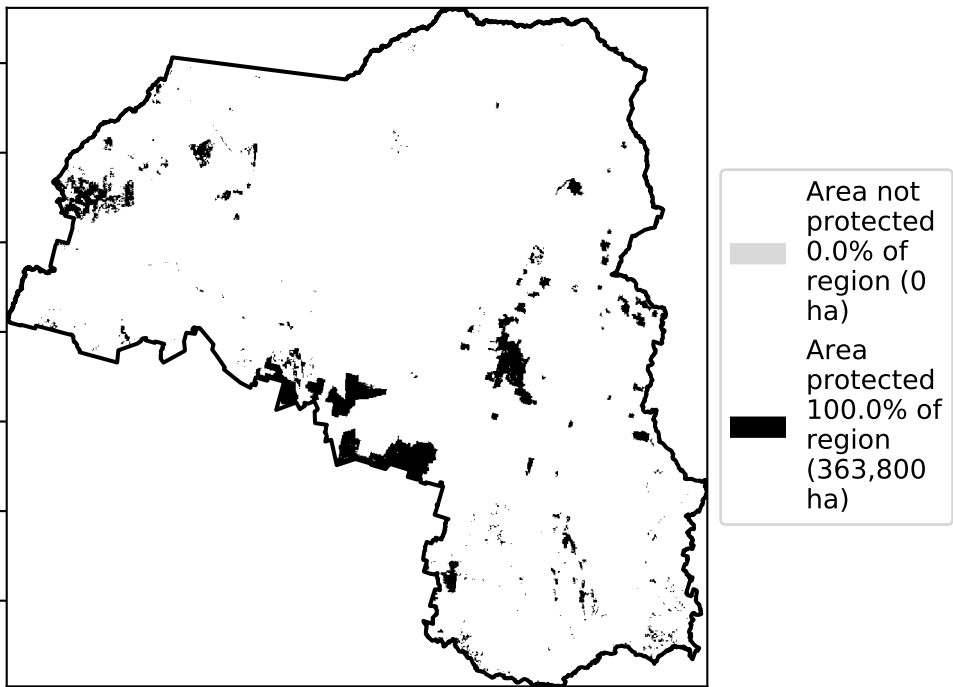 Area not
protected
0.0% of
region (0
ha)
Area
protected
100.0% of
region
(363,800
ha)